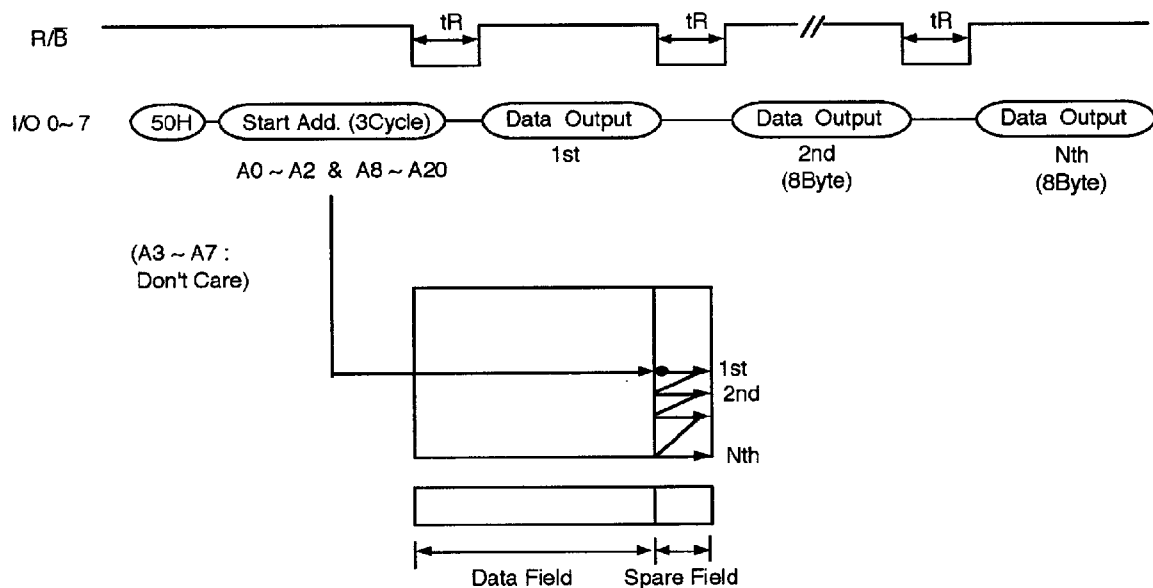 tR tR tR
R/B̅
I/O 0~7 50H Start Add. (3Cycle) Data Output Data Output Data Output
1st 2nd Nth
A0 ~ A2 & A8 ~ A20 (8Byte) (8Byte)
(A3 ~ A7 :
Don't Care)
1st
2nd
Nth
Data Field Spare Field